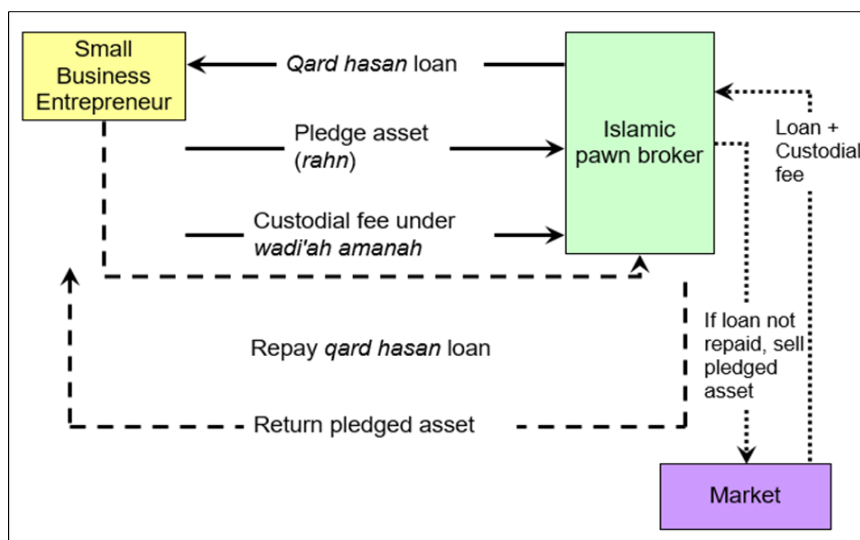 Small
Business
Entrepreneur
Qard hasan loan
Pledge asset
(rahn)
Custodial fee under
wadi'ah amanah
Islamic
pawn broker
Loan +
Custodial
fee
Repay qard hasan loan
Return pledged asset
If loan not
repaid, sell
pledged
asset
Market